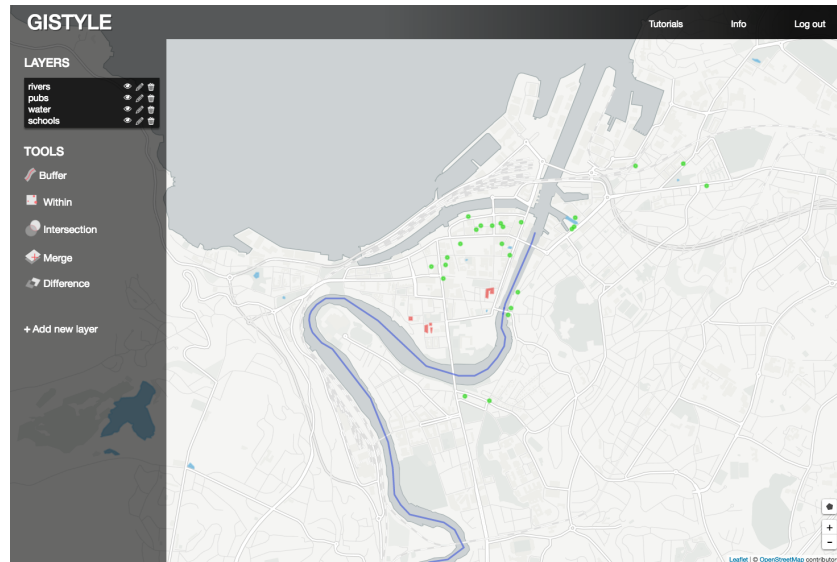 GISTYLE
Tutorials Info Log out
LAYERS
rivers
pubs
water
schools
TOOLS
Buffer
Within
Intersection
Merge
Difference
+ Add new layer
+
-
Leaflet | © OpenStreetMap contributor